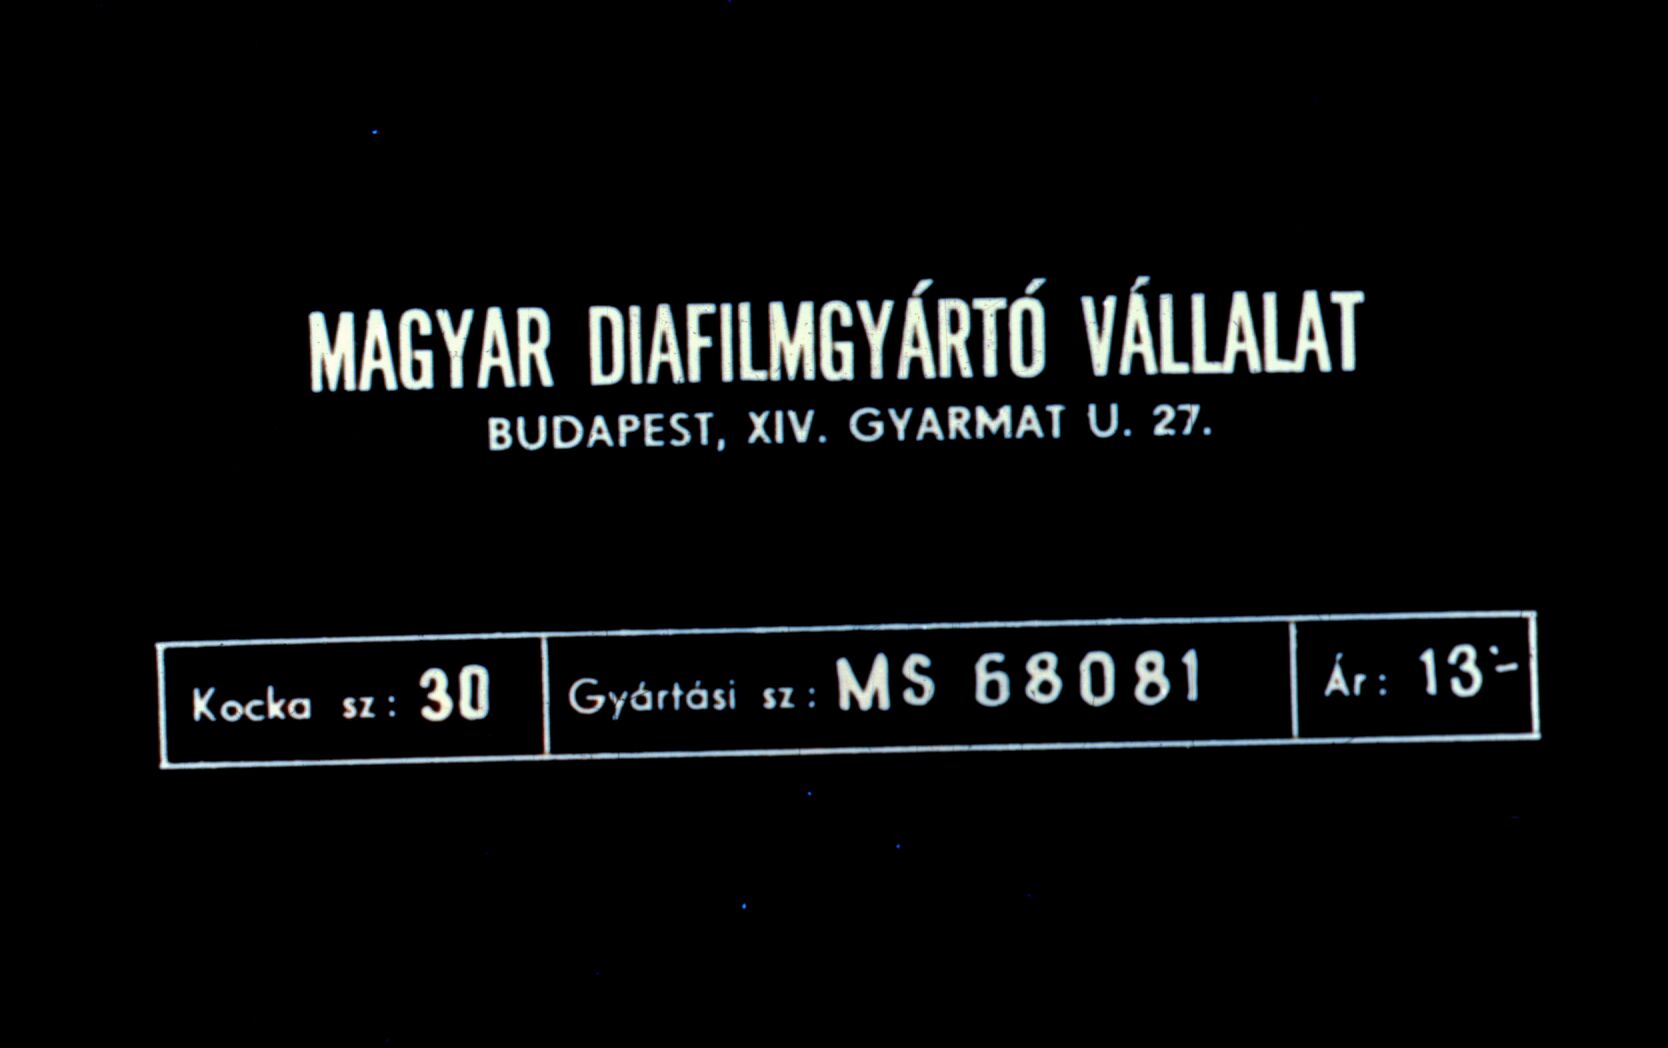 MAGYAR DIAFILMGYÁRTÓ VÁLLALAT
BUDAPEST, XIV. GYARMAT U. 27.
Kocka sz: 30 Gyártási sz: MS 68081 Ár: 13·-